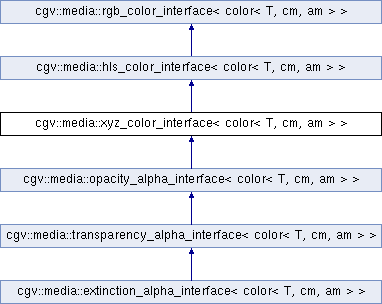 cgv::media::rgb_color_interface< color< T, cm, am > >
cgv::media::hls_color_interface< color< T, cm, am > >
cgv::media::xyz_color_interface< color< T, cm, am > >
cgv::media::opacity_alpha_interface< color< T, cm, am > >
cgv::media::transparency_alpha_interface< color< T, cm, am > >
cgv::media::extinction_alpha_interface< color< T, cm, am > >